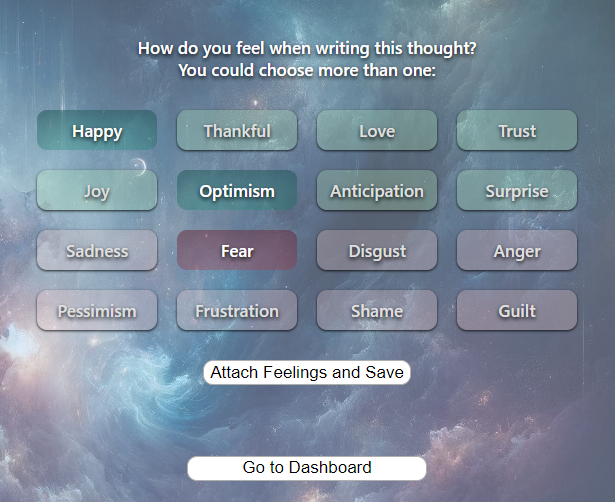 How do you feel when writing this thought?
You could choose more than one:
Happy Thankful Love Trust
Joy Optimism Anticipation Surprise
Sadness Fear Disgust Anger
Pessimism Frustration Shame Guilt
Attach Feelings and Save
Go to Dashboard